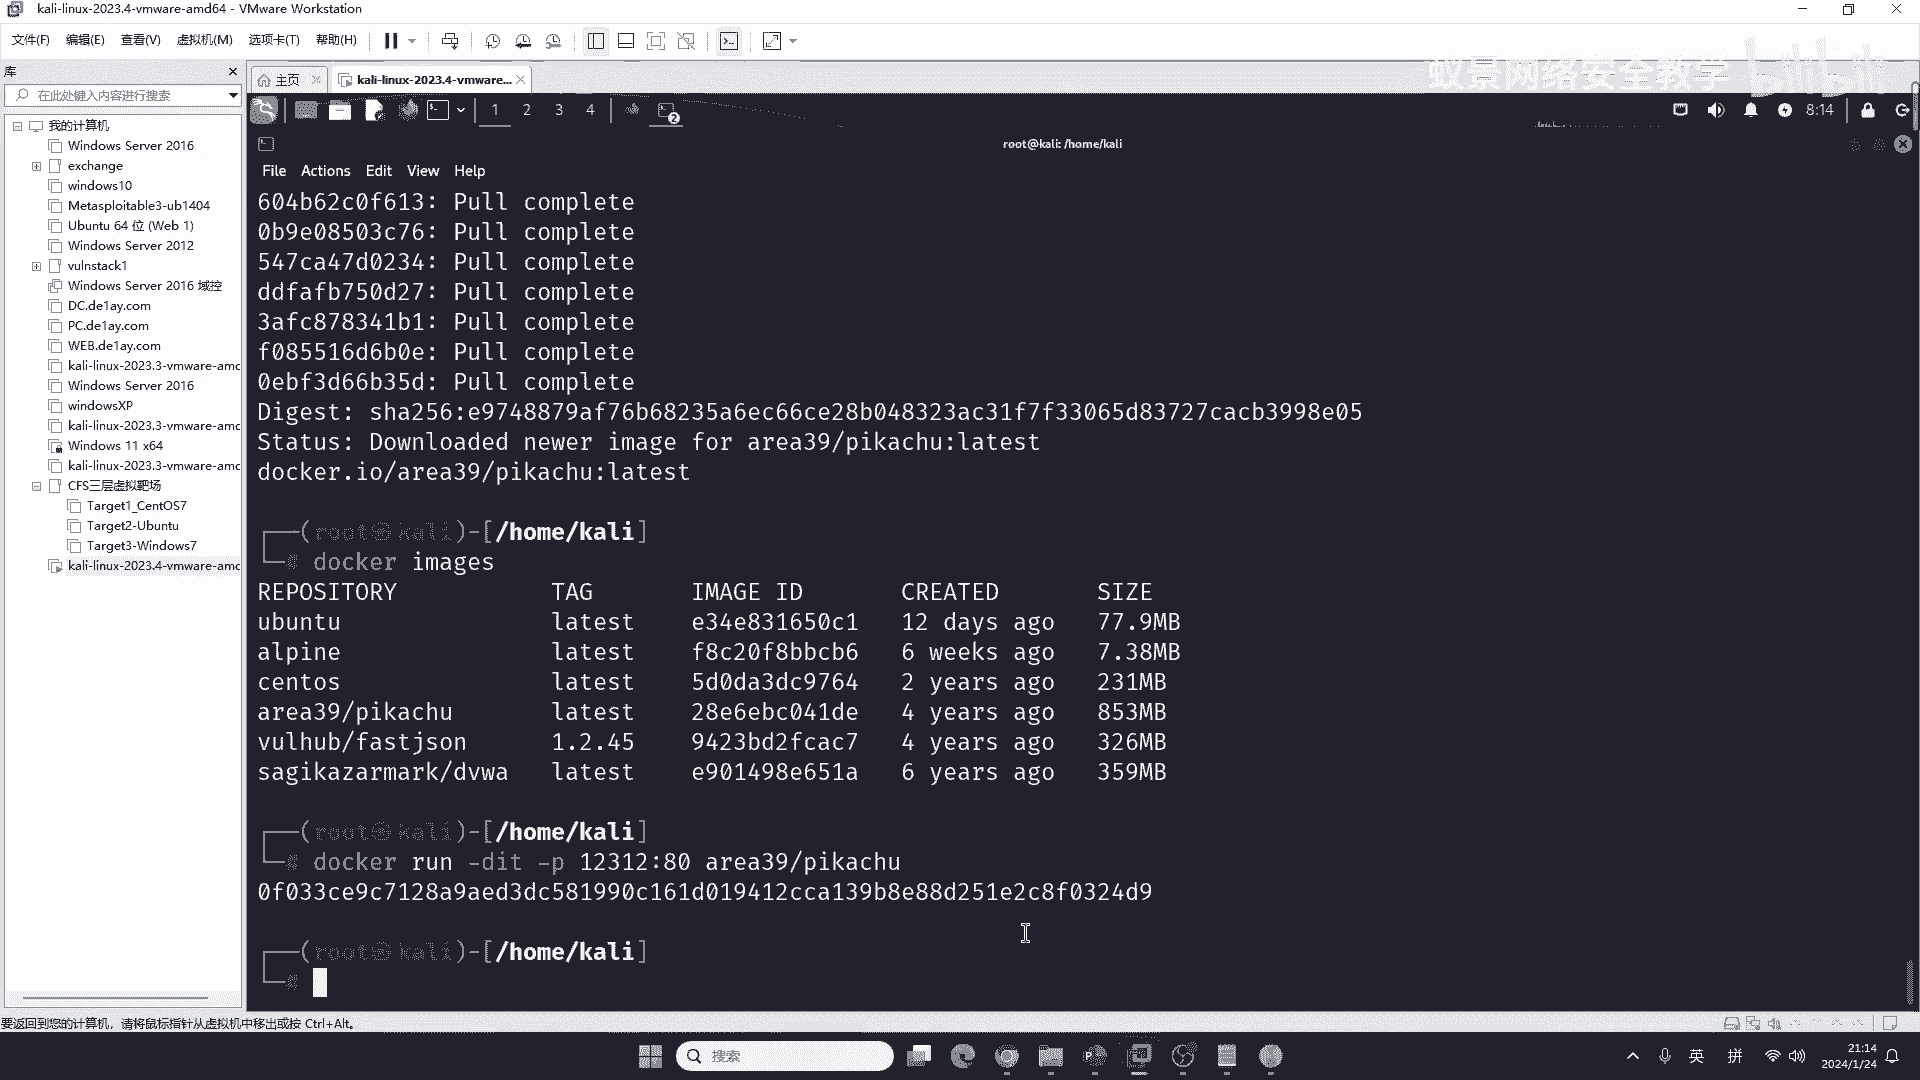 kali-linux-2023.4-vmware-amd64 - VMware Workstation
文件(F) 编辑(E) 查看(V) 虚拟机(M) 选项卡(T) 帮助(H)
库
在此处键入内容进行搜索
我的计算机
Windows Server 2016
exchange
windows10
Metasploitable3-ub1404
Ubuntu 64 位 (Web 1)
Windows Server 2012
vulnstack1
Windows Server 2016 域控
DC.de1ay.com
PC.de1ay.com
WEB.de1ay.com
kali-linux-2023.3-vmware-amd
Windows Server 2016
windowsXP
kali-linux-2023.3-vmware-amd
Windows 11 x64
kali-linux-2023.3-vmware-amd
CFS三层虚拟靶场
Target1_CentOS7
Target2-Ubuntu
Target3-Windows7
kali-linux-2023.4-vmware-amd
主页
kali-linux-2023.4-vmware...
蚁景网络安全教学 bilibili
1 2 3 4
2
8:14
root@kali: /home/kali
File Actions Edit View Help
604b62c0f613: Pull complete
0b9e08503c76: Pull complete
547ca47d0234: Pull complete
ddfafb750d27: Pull complete
3afc878341b1: Pull complete
f085516d6b0e: Pull complete
0ebf3d66b35d: Pull complete
Digest: sha256:e9748879af76b68235a6ec66ce28b048323ac31f7f33065d83727cacb3998e05
Status: Downloaded newer image for area39/pikachu:latest
docker.io/area39/pikachu:latest
┌──(root㉿kali)-[/home/kali]
└─# docker images
REPOSITORY TAG IMAGE ID CREATED SIZE
ubuntu latest e34e831650c1 12 days ago 77.9MB
alpine latest f8c20f8bbcb6 6 weeks ago 7.38MB
centos latest 5d0da3dc9764 2 years ago 231MB
area39/pikachu latest 28e6ebc041de 4 years ago 853MB
vulhub/fastjson 1.2.45 9423bd2fcac7 4 years ago 326MB
sagikazarmark/dvwa latest e901498e651a 6 years ago 359MB
┌──(root㉿kali)-[/home/kali]
└─# docker run -dit -p 12312:80 area39/pikachu
0f033ce9c7128a9aed3dc581990c161d019412cca139b8e88d251e2c8f0324d9
┌──(root㉿kali)-[/home/kali]
└─#
要返回到您的计算机，请将鼠标指针从虚拟机中移出或按 Ctrl+Alt。
搜索
英 拼
21:14
2024/1/24